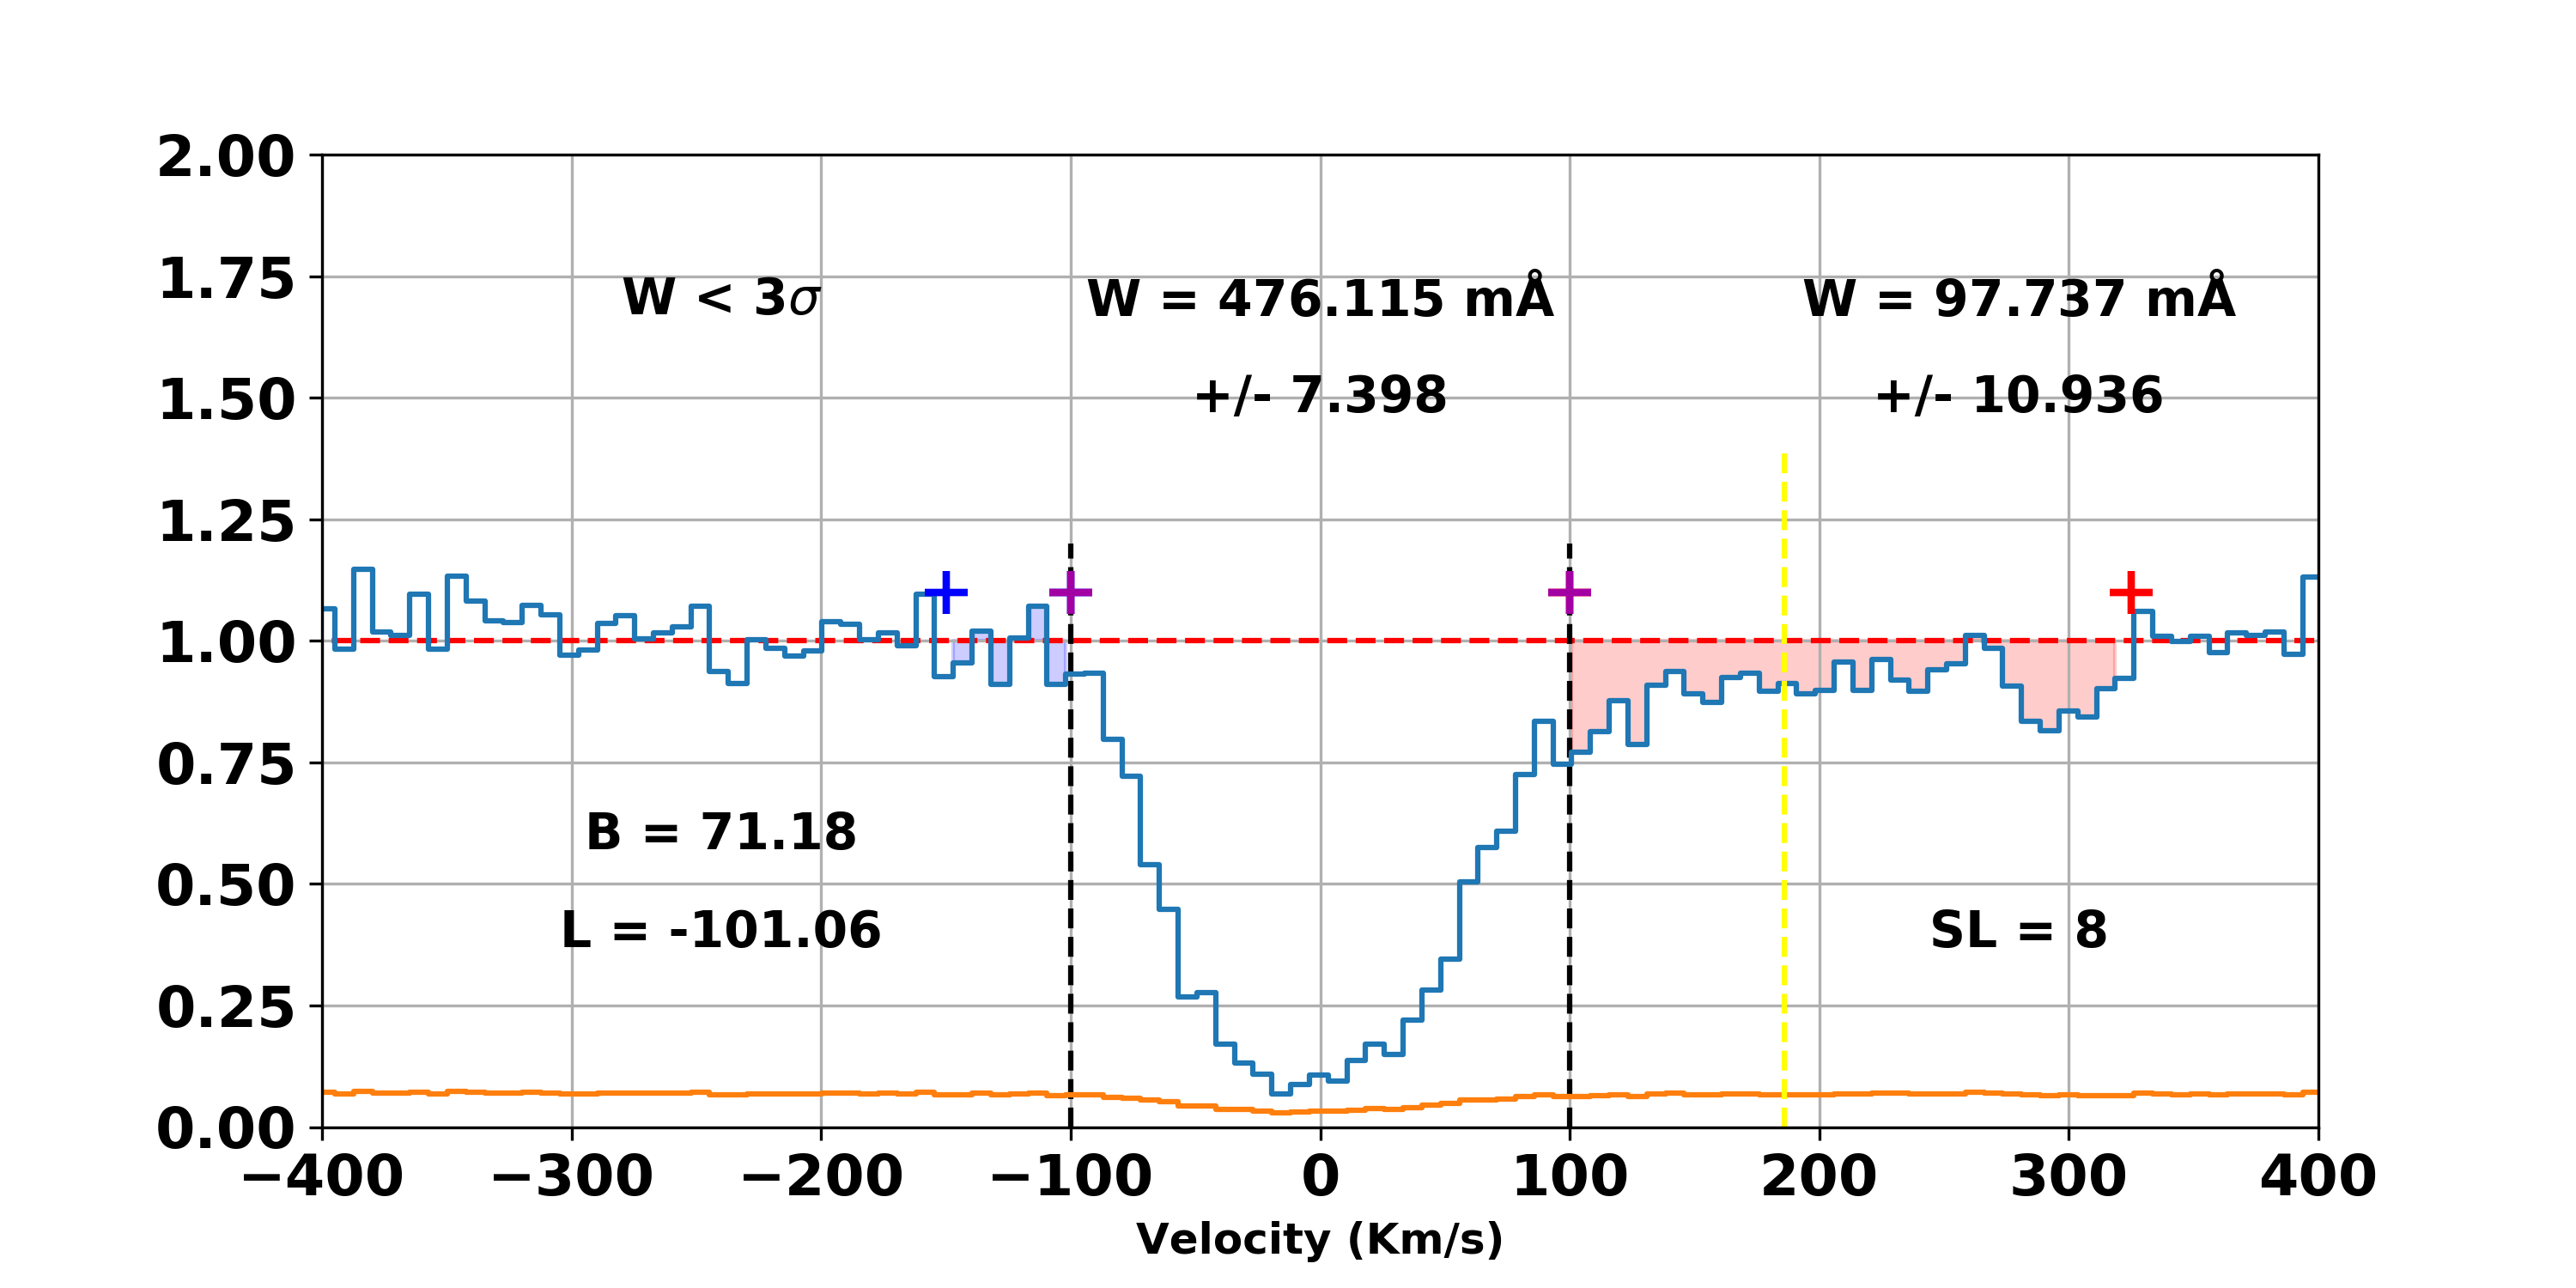 2.00
1.75
1.50
1.25
1.00
0.75
0.50
0.25
0.00
W < 3σ
W = 476.115 mÅ
+/- 7.398
W = 97.737 mÅ
+/- 10.936
B = 71.18
L = -101.06
SL = 8
−400 −300 −200 −100 0 100 200 300 400
Velocity (Km/s)